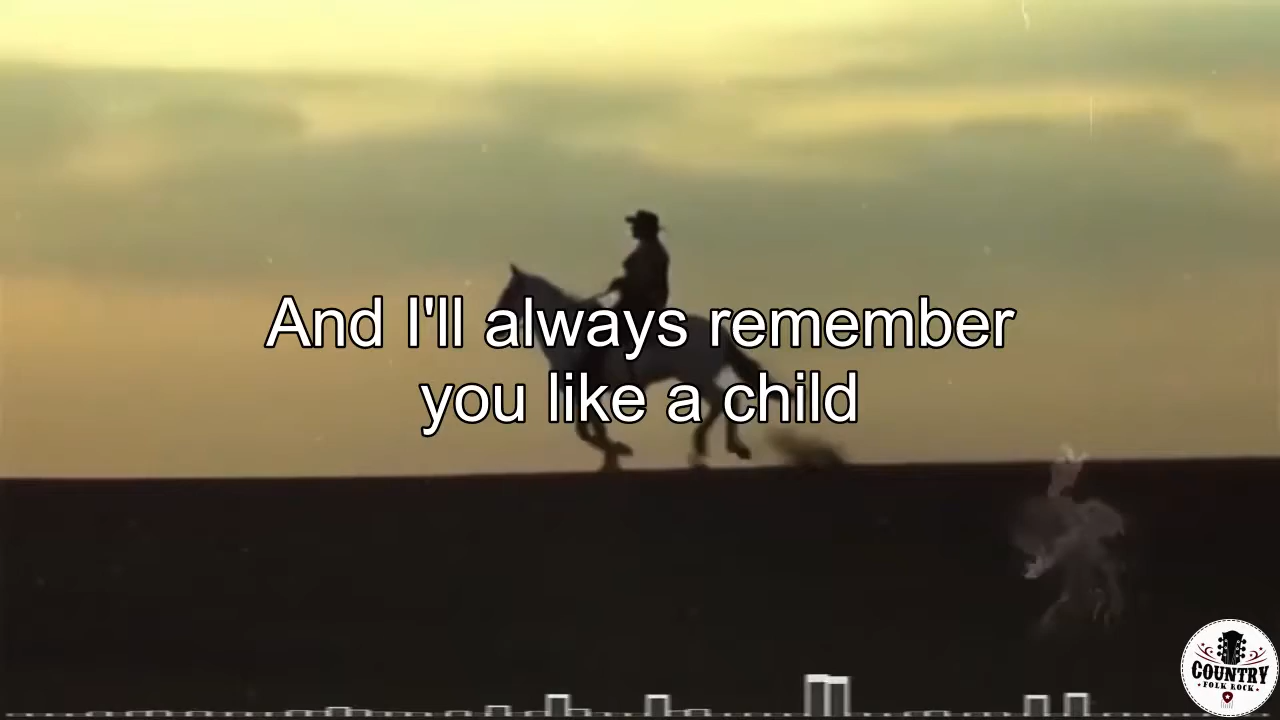 And I'll always remember
you like a child
COUNTRY
• FOLK ROCK •